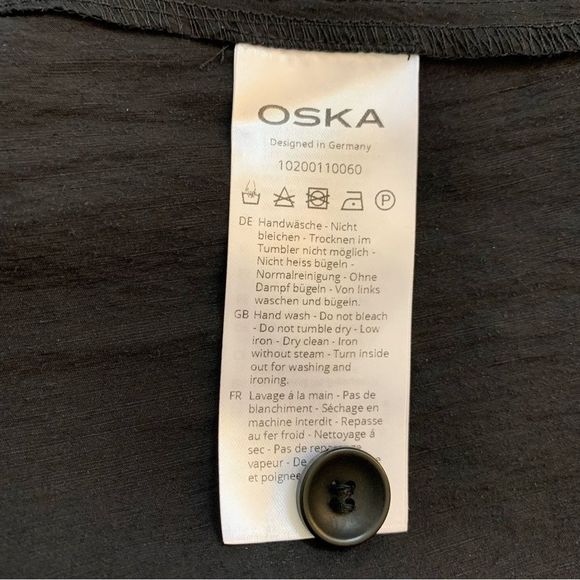 OSKA
Designed in Germany
10200110060
P
DE Handwäsche - Nicht
bleichen - Trocknen im
Tumbler nicht möglich -
Nicht heiss bügeln -
Normalreinigung - Ohne
Dampf bügeln - Von links
waschen und bügeln.
GB Hand wash - Do not bleach
- Do not tumble dry - Low
iron - Dry clean - Iron
without steam - Turn inside
out for washing and
ironing.
FR Lavage à la main - Pas de
blanchiment - Séchage en
machine interdit - Repasse
au fer froid - Nettoyage á
sec - Pas de
vapeur - De
et